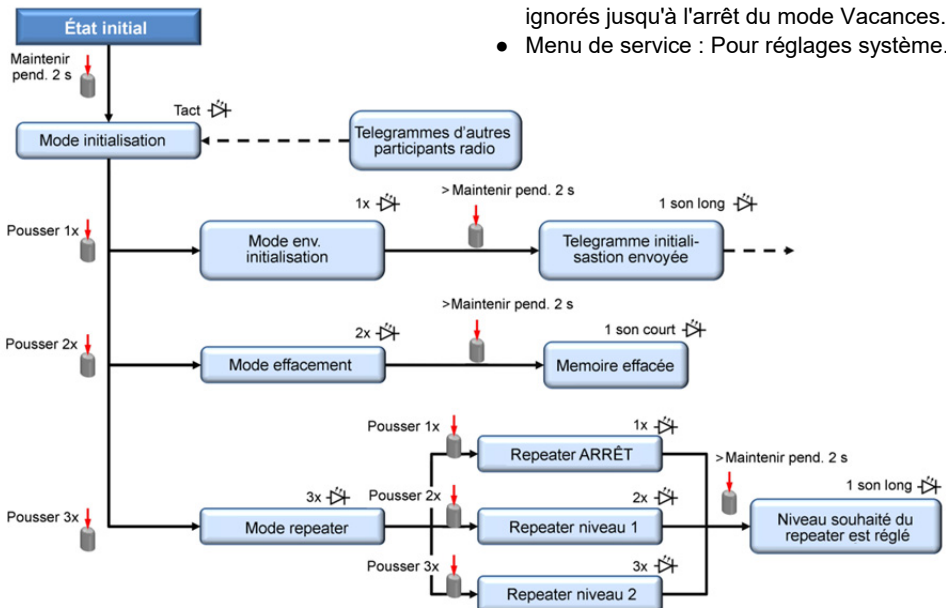 ignorés jusqu'à l'arrêt du mode Vacances.
● Menu de service : Pour réglages système.
État initial
Maintenir
pend. 2 s
Tact
Mode initialisation
Telegrammes d'autres
participants radio
Pousser 1x
1x
Mode env.
initialisation
>Maintenir pend. 2 s
1 son long
Telegramme initiali-
sastion envoyée
Pousser 2x
2x
Mode effacement
>Maintenir pend. 2 s
1 son court
Memoire effacée
Pousser 3x
3x
Mode repeater
Pousser 1x
1x
Repeater ARRÊT
Pousser 2x
2x
Repeater niveau 1
Pousser 3x
3x
Repeater niveau 2
>Maintenir pend. 2 s
1 son long
Niveau souhaité du
repeater est réglé